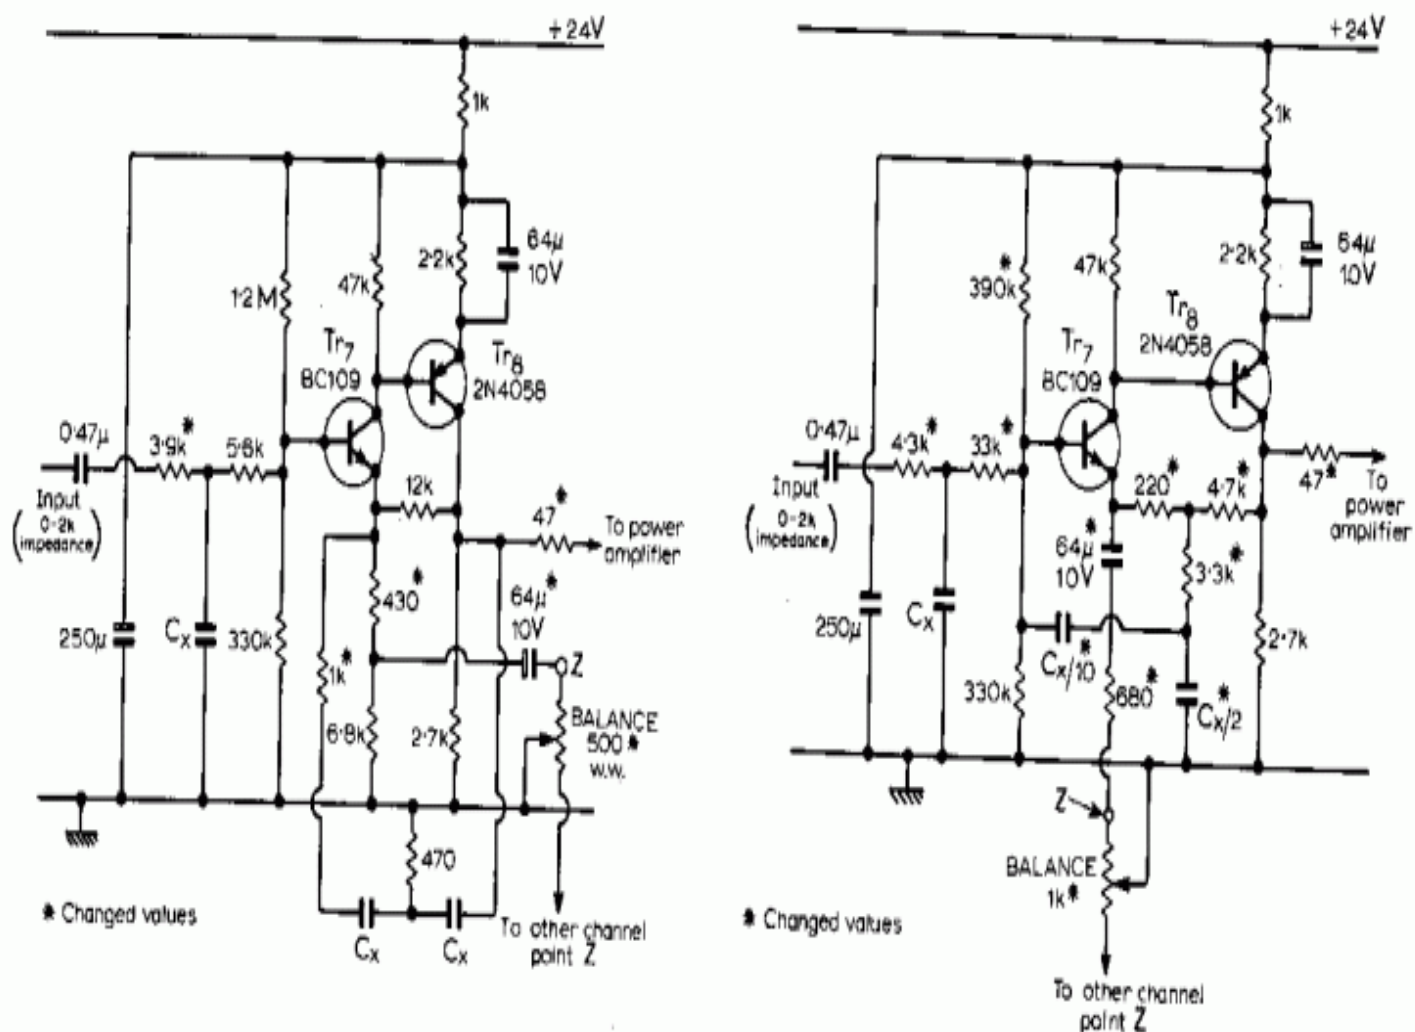 +24V
1k
64μ
10V
2·2k
47k
1·2M
Tr7
BC109
Tr8
2N4058
0·47μ
3·9k*
5·6k
Input
(0-2k
impedance)
12k
47*
To power
amplifier
430*
64μ*
10V
250μ
Cx
330k
1k*
Z
6·8k
2·7k
BALANCE
500*
w.w.
470
Cx
Cx
To other channel
point Z
* Changed values
+24V
1k
64μ
10V
2·2k
47k
*
390k
Tr8
2N4058
Tr7
BC109
0·47μ
4·3k*
33k*
Input
(0-2k
impedance)
220*
4·7k*
47*
To
power
amplifier
64μ*
10V
3·3k*
250μ
Cx
Cx/10*
2·7k
330k
680*
Cx/2*
Z
BALANCE
1k*
* Changed values
To other channel
point Z